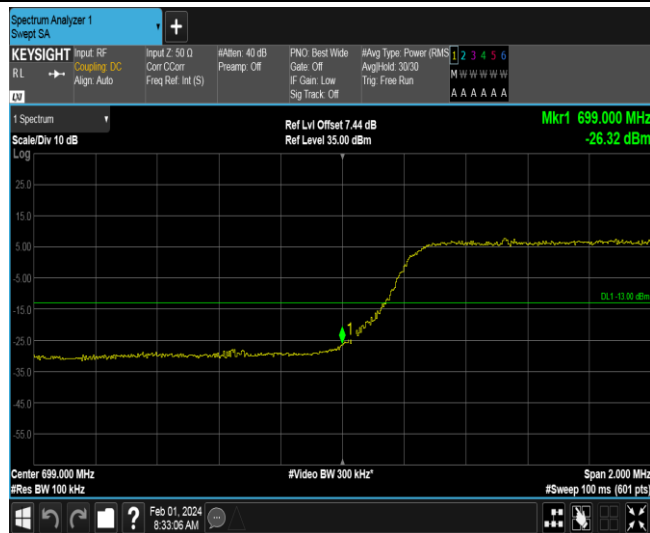 Spectrum Analyzer 1
Swept SA
KEYSIGHT
RL
Input: RF
Coupling: DC
Align: Auto
Input Z: 50 Ω
Corr CCorr
Freq Ref: Int (S)
#Atten: 40 dB
Preamp: Off
PNO: Best Wide
Gate: Off
IF Gain: Low
Sig Track: Off
#Avg Type: Power (RMS
Avg|Hold: 30/30
Trig: Free Run
1 2 3 4 5 6
M W W W W W
A A A A A A
LXI
1 Spectrum
Scale/Div 10 dB
Log
Ref Lvl Offset 7.44 dB
Ref Level 35.00 dBm
Mkr1 699.000 MHz
-26.32 dBm
25.0
15.0
5.00
-5.00
DL1 -13.00 dBm
-15.0
1
-25.0
-35.0
-45.0
-55.0
Center 699.000 MHz
#Res BW 100 kHz
#Video BW 300 kHz*
Span 2.000 MHz
#Sweep 100 ms (601 pts)
?
Feb 01, 2024
8:33:06 AM